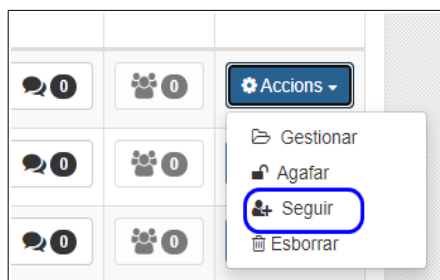 0 0 Accions
Gestionar
Agafar
0 0
Seguir
Esborrar
0 0